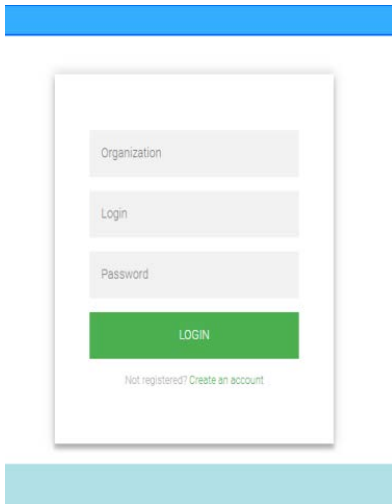 Organization
Login
Password
LOGIN
Not registered? Create an account